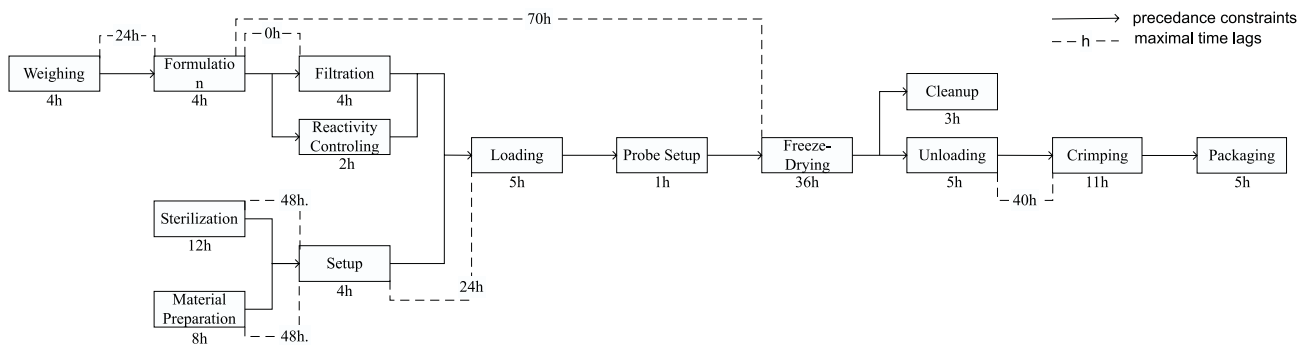 70h
precedance constraints
h
maximal time lags
24h
0h
Weighing
4h
Formulatio
n
4h
Filtration
4h
Reactivity
Controling
2h
Cleanup
3h
Loading
5h
Probe Setup
1h
Freeze-
Drying
36h
Unloading
5h
Crimping
11h
Packaging
5h
40h
48h.
Sterilization
12h
Setup
4h
24h
Material
Preparation
8h
48h.